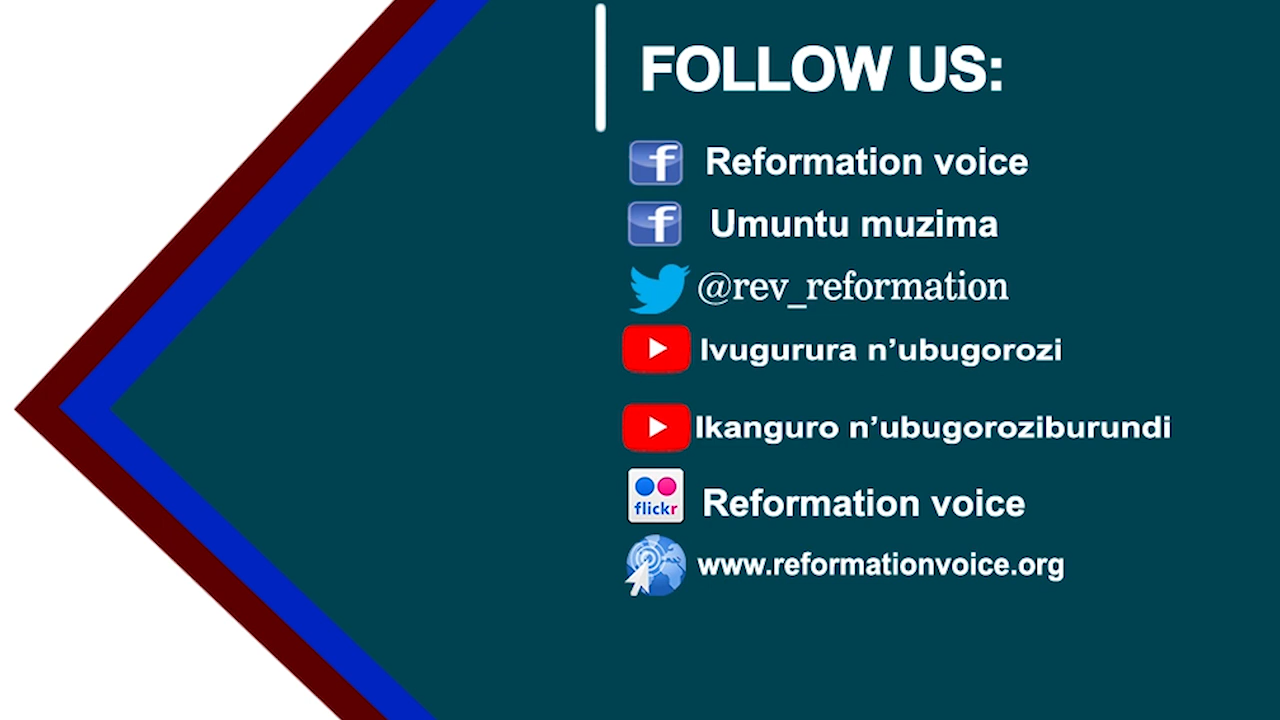 FOLLOW US:
f Reformation voice
f Umuntu muzima
@rev_reformation
Ivugurura n’ubugorozi
Ikanguro n’ubugoroziburundi
flickr Reformation voice
www.reformationvoice.org